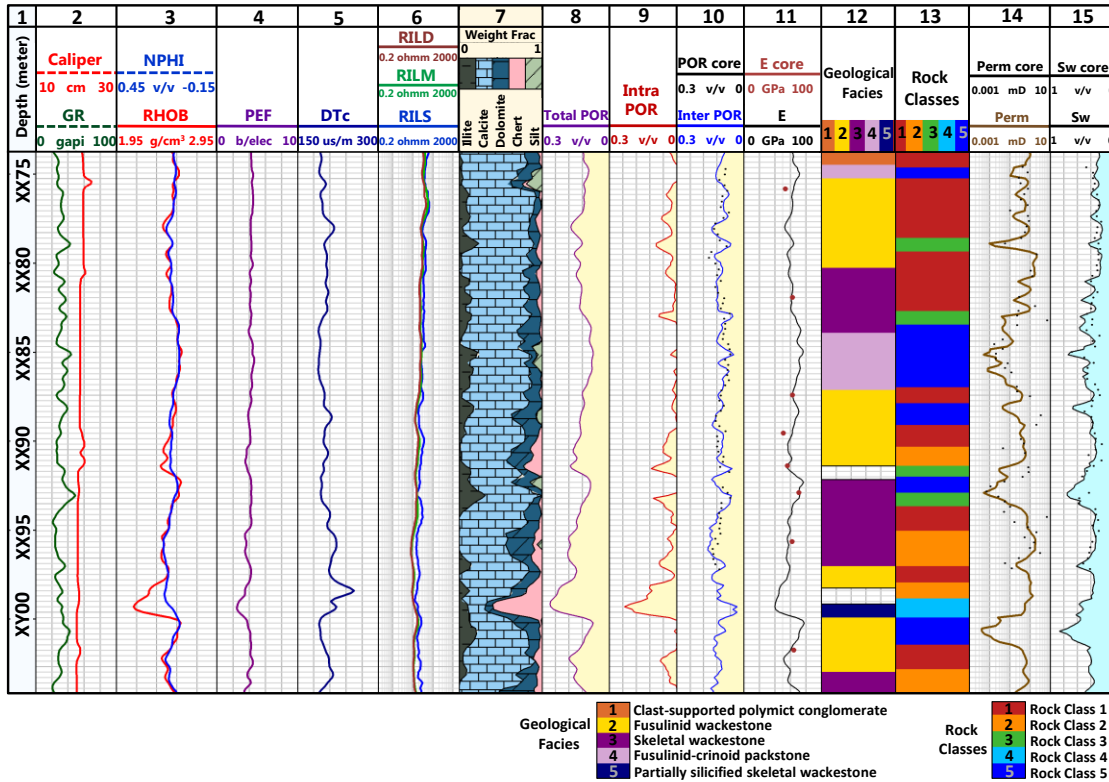 1 2 3 4 5 6 7 8 9 10 11 12 13 14 15
Depth (meter)
Caliper
10 cm 30
GR
0 gapi 100
NPHI
0.45 v/v -0.15
RHOB
1.95 g/cm³ 2.95
PEF
0 b/elec 10
DTc
150 us/m 300
RILD
0.2 ohmm 2000
RILM
0.2 ohmm 2000
RILS
0.2 ohmm 2000
Weight Frac
0 1
Illite
Calcite
Dolomite
Chert
Silt
Total POR
0.3 v/v 0
Intra
POR
0.3 v/v 0
POR core
0.3 v/v 0
Inter POR
0.3 v/v 0
E core
0 GPa 100
E
0 GPa 100
Geological
Facies
1 2 3 4 5
Rock
Classes
1 2 3 4 5
Perm core
0.001 mD 10
Perm
0.001 mD 10
Sw core
1 v/v
Sw
1 v/v
XX75
XX80
XX85
XX90
XX95
XY00
Geological
Facies
1 Clast-supported polymict conglomerate
2 Fusulinid wackestone
3 Skeletal wackestone
4 Fusulinid-crinoid packstone
5 Partially silicified skeletal wackestone
Rock
Classes
1 Rock Class 1
2 Rock Class 2
3 Rock Class 3
4 Rock Class 4
5 Rock Class 5